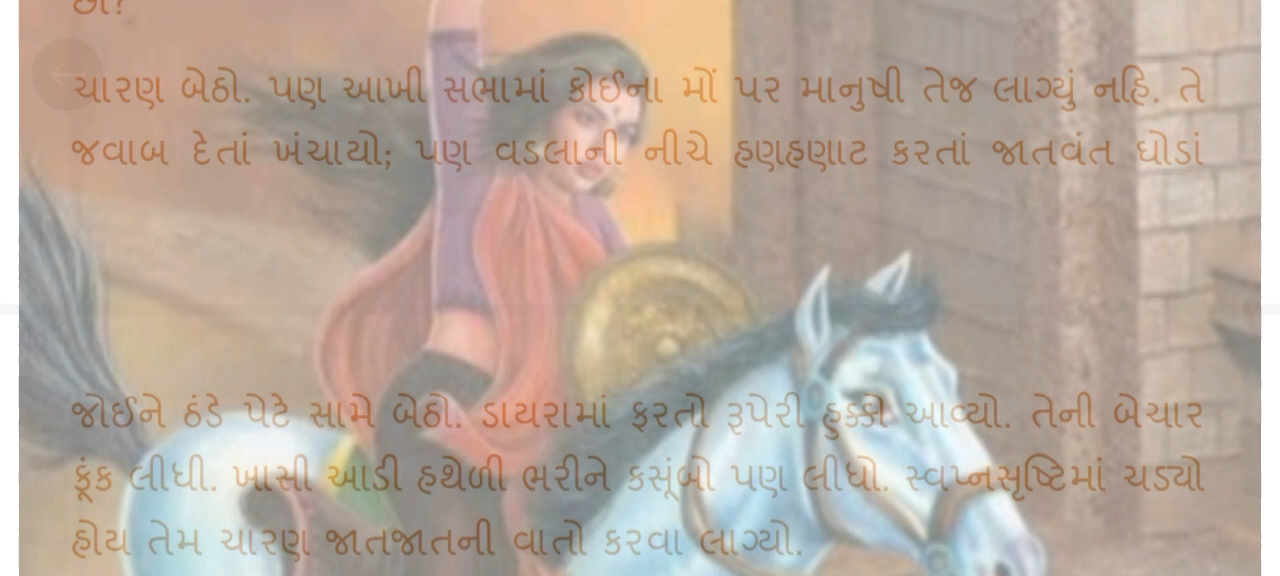 છો?
ચારણ બેઠો. પણ આખી સભામાં કોઈના મોં પર માનુષી તેજ લાગ્યું નહિ. તે
જવાબ દેતાં ખંચાયો; પણ વડલાની નીચે હણહણાટ કરતાં જાતવંત ઘોડાં
જોઈને ઠંડે પેટે સામે બેઠો. ડાયરામાં ફરતો રૂપેરી હુક્કો આવ્યો. તેની બેચાર
ફૂંક લીધી. ખાસી આડી હથેળી ભરીને કસૂંબો પણ લીધો. સ્વપ્નસૃષ્ટિમાં ચડ્યો
હોય તેમ ચારણ જાતજાતની વાતો કરવા લાગ્યો.